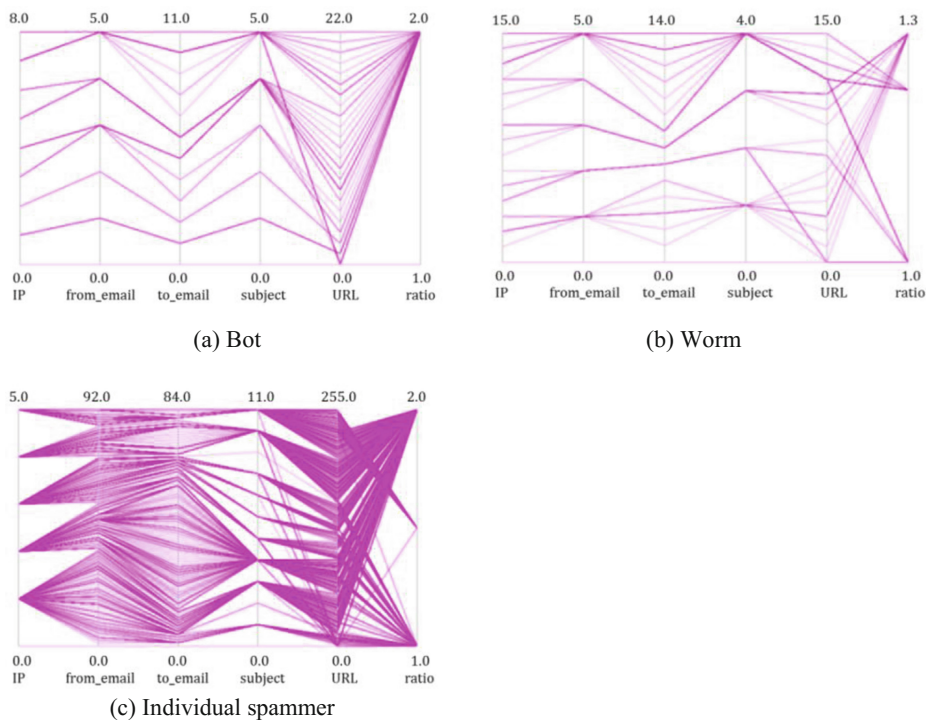 8.0 5.0 11.0 5.0 22.0 2.0
0.0 0.0 0.0 0.0 0.0 1.0
IP from_email to_email subject URL ratio
(a) Bot
15.0 5.0 14.0 4.0 15.0 1.3
0.0 0.0 0.0 0.0 0.0 1.0
IP from_email to_email subject URL ratio
(b) Worm
5.0 92.0 84.0 11.0 255.0 2.0
0.0 0.0 0.0 0.0 0.0 1.0
IP from_email to_email subject URL ratio
(c) Individual spammer